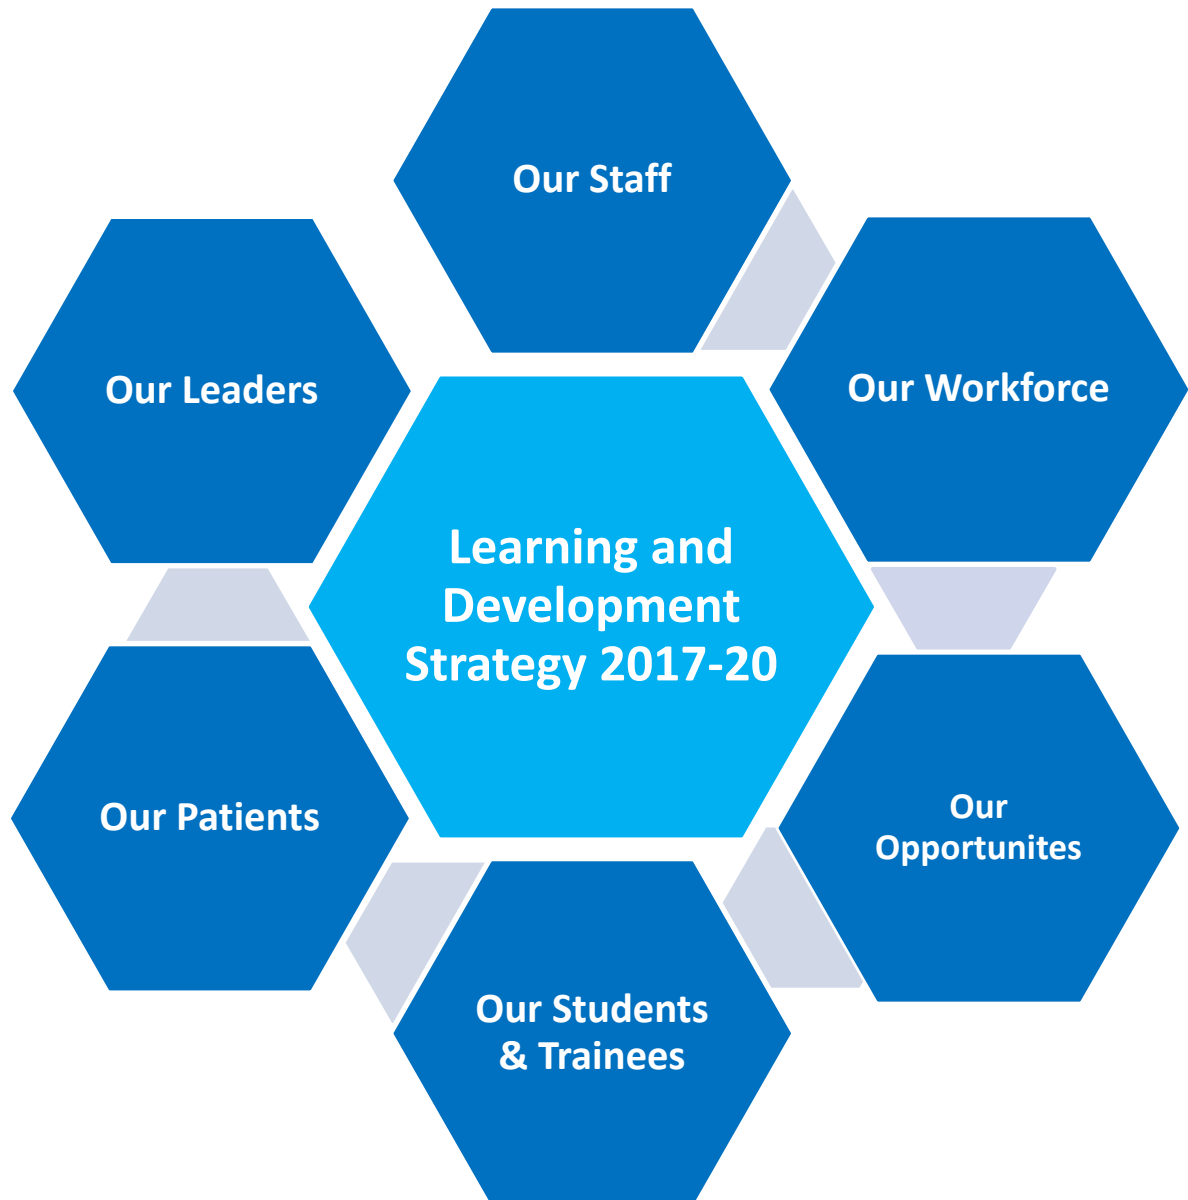 Our Staff
Our Leaders
Our Workforce
Learning and
Development
Strategy 2017-20
Our Patients
Our
Opportunites
Our Students
& Trainees